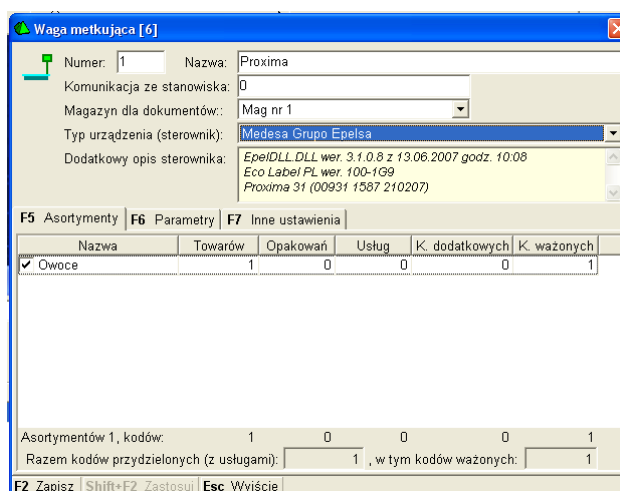 Waga metkująca [6]
Numer: 1 Nazwa: Proxima
Komunikacja ze stanowiska: 0
Magazyn dla dokumentów:: Mag nr 1
Typ urządzenia (sterownik): Medesa Grupo Epelsa
Dodatkowy opis sterownika: EpelDLL.DLL wer. 3.1.0.8 z 13.06.2007 godz. 10:08
Eco Label PL wer. 100-1G9
Proxima 31 (00931 1587 210207)
F5 Asortymenty F6 Parametry F7 Inne ustawienia
Nazwa Towarów Opakowań Usług K. dodatkowych K. ważonych
Owoce 1 0 0 0 1
Asortymentów 1, kodów: 1 0 0 0 1
Razem kodów przydzielonych (z usługami): 1 , w tym kodów ważonych: 1
F2 Zapisz Shift+F2 Zastosuj Esc Wyjście